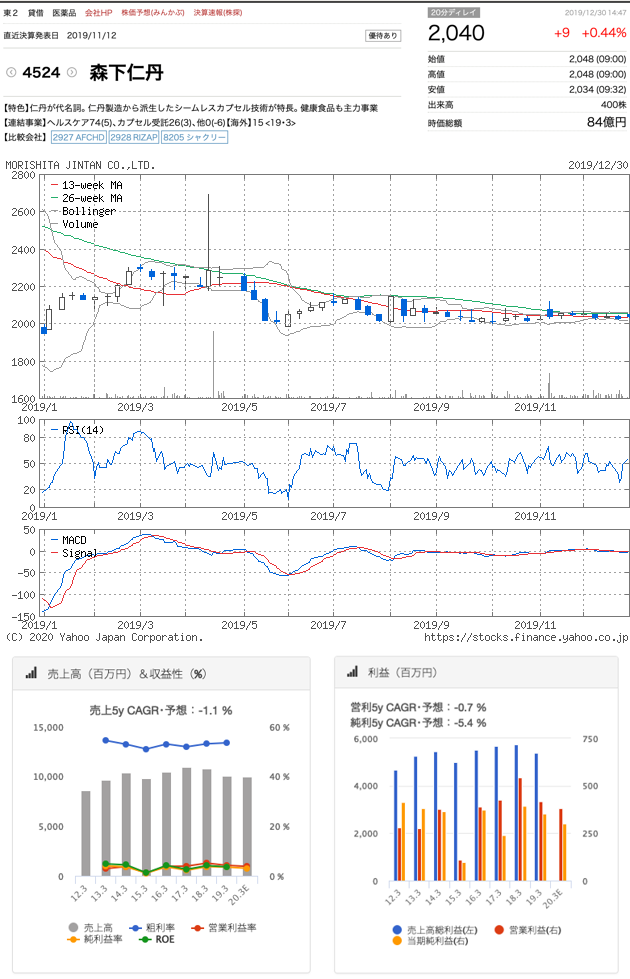 東2 貸借 医薬品 会社HP 株価予想(みんかぶ) 決算速報(株探)
直近決算発表日 2019/11/12
優待あり
4524
森下仁丹
【特色】仁丹が代名詞。仁丹製造から派生したシームレスカプセル技術が特長。健康食品も主力事業
【連結事業】ヘルスケア74(5)、カプセル受託26(3)、他0(-6)【海外】15 <19・3>
【比較会社】 2927 AFCHD 2928 RIZAP 8205 シャクリー
20分ディレイ
2019/12/30 14:47
2,040 +9 +0.44%
始値 2,048 (09:00)
高値 2,048 (09:00)
安値 2,034 (09:32)
出来高 400株
時価総額 84億円
MORISHITA JINTAN CO.,LTD. 2019/12/30
2800
2600
2400
2200
2000
1800
1600
13-week MA
26-week MA
Bollinger
Volume
2019/1 2019/3 2019/5 2019/7 2019/9 2019/11
100
80
50
20
0
RSI(14)
2019/1 2019/3 2019/5 2019/7 2019/9 2019/11
50
0
-50
-100
-150
MACD
Signal
2019/1 2019/3 2019/5 2019/7 2019/9 2019/11
(C) 2020 Yahoo Japan Corporation. https://stocks.finance.yahoo.co.jp
売上高（百万円）＆収益性（%）
売上5y CAGR・予想：-1.1 %
15,000
10,000
5,000
0
60 %
40 %
20 %
0 %
12.3 13.3 14.3 15.3 16.3 17.3 18.3 19.3 20.3E
売上高 粗利率 営業利益率
純利益率 ROE
利益（百万円）
営利5y CAGR・予想：-0.7 %
純利5y CAGR・予想：-5.4 %
6,000
4,000
2,000
0
750
500
250
0
12.3 13.3 14.3 15.3 16.3 17.3 18.3 19.3 20.3E
売上高総利益(左) 営業利益(右)
当期純利益(右)